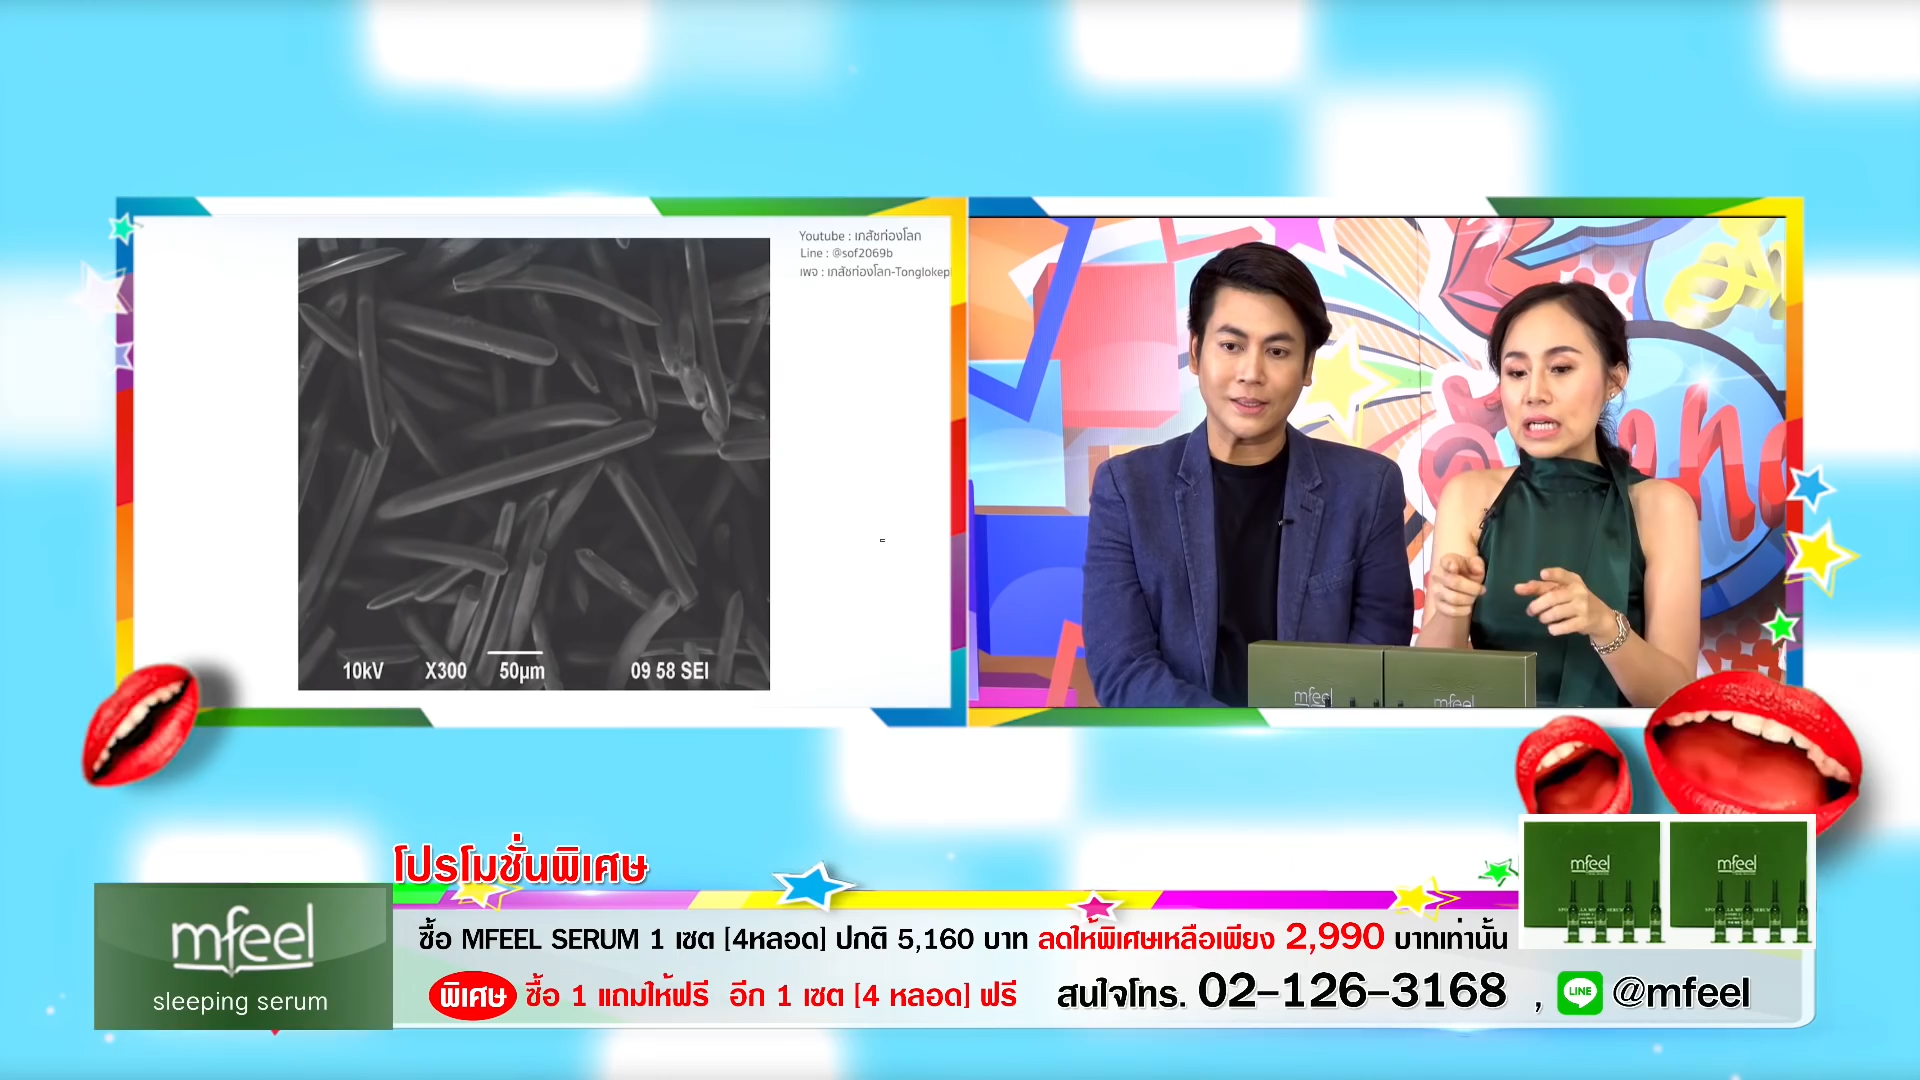 Youtube : เภสัชท่องโลก
Line : @sof2069b
เพจ : เภสัชท่องโลก-Tonglokep
10kV X300 50µm 09 58 SEI
mfeel
mfeel
โปรโมชั่นพิเศษ
mfeel
sleeping serum
ซื้อ MFEEL SERUM 1 เซต [4หลอด] ปกติ 5,160 บาท ลดให้พิเศษเหลือเพียง 2,990 บาทเท่านั้น
พิเศษ ซื้อ 1 แถมให้ฟรี อีก 1 เซต [4 หลอด] ฟรี สนใจโทร. 02-126-3168 , LINE @mfeel
mfeel
mfeel